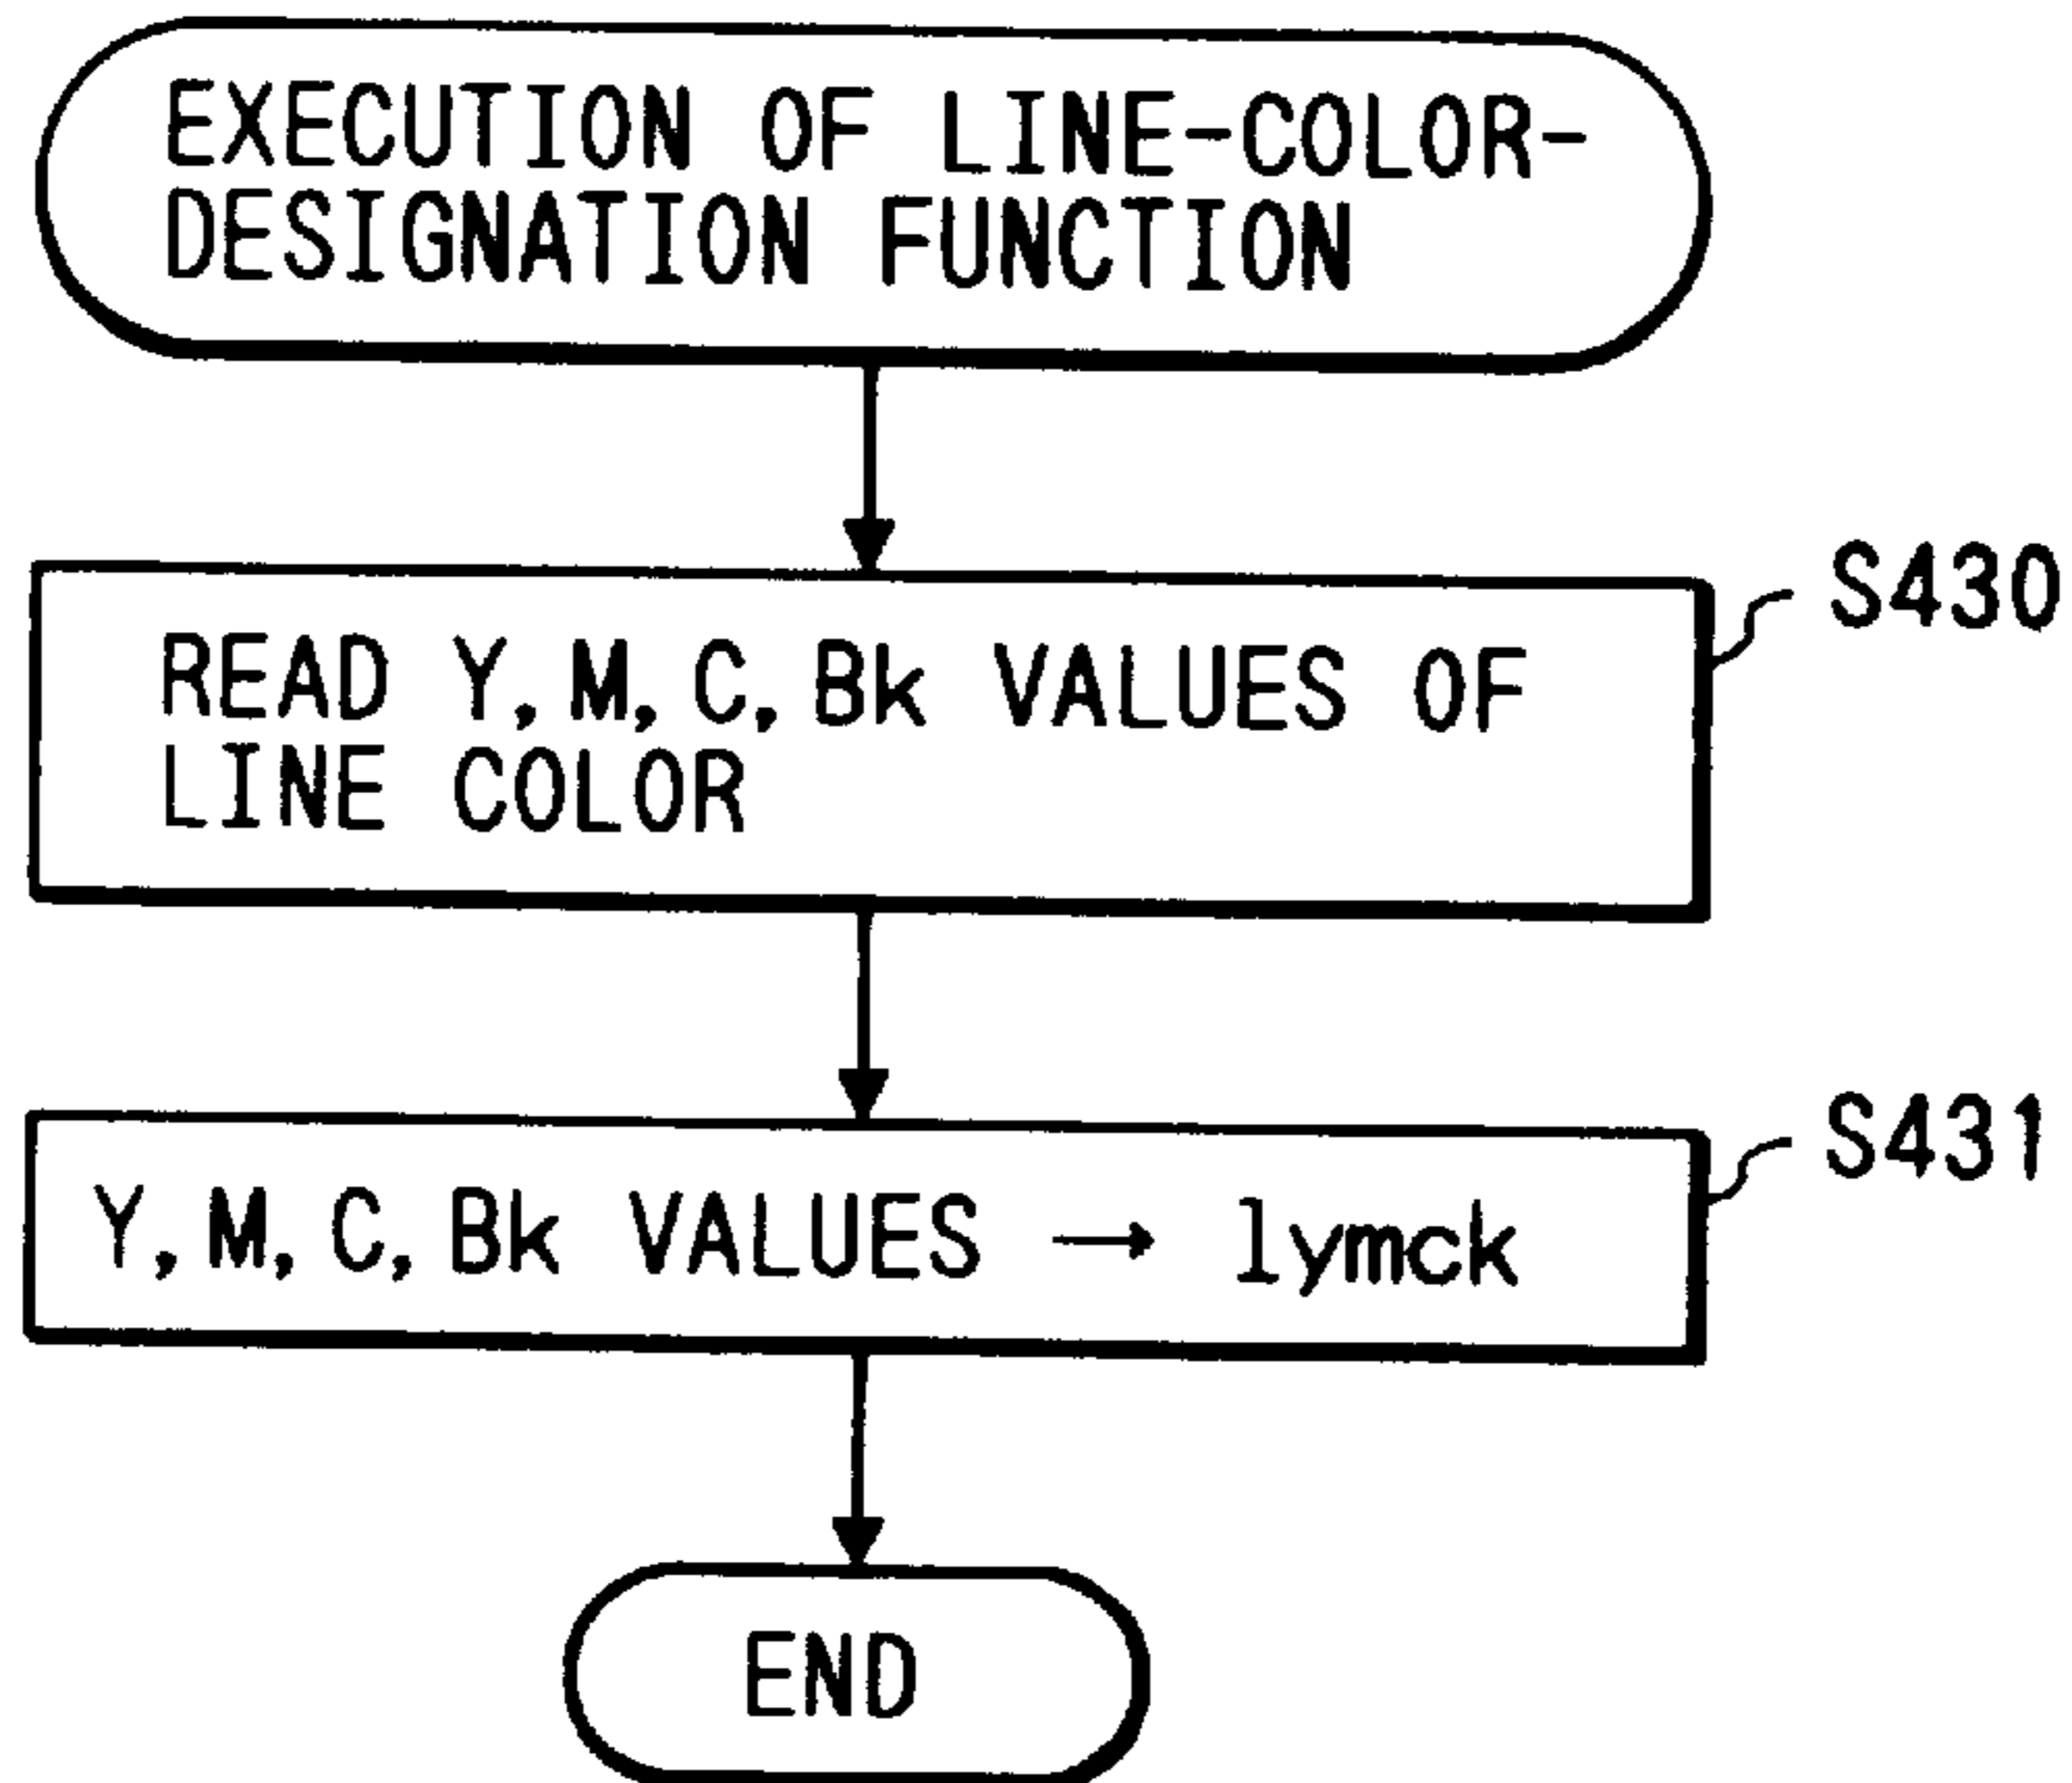 EXECUTION OF LINE-COLOR-
DESIGNATION FUNCTION
S430
READ Y, M, C, Bk VALUES OF
LINE COLOR
S431
Y, M, C, Bk VALUES → lymck
END